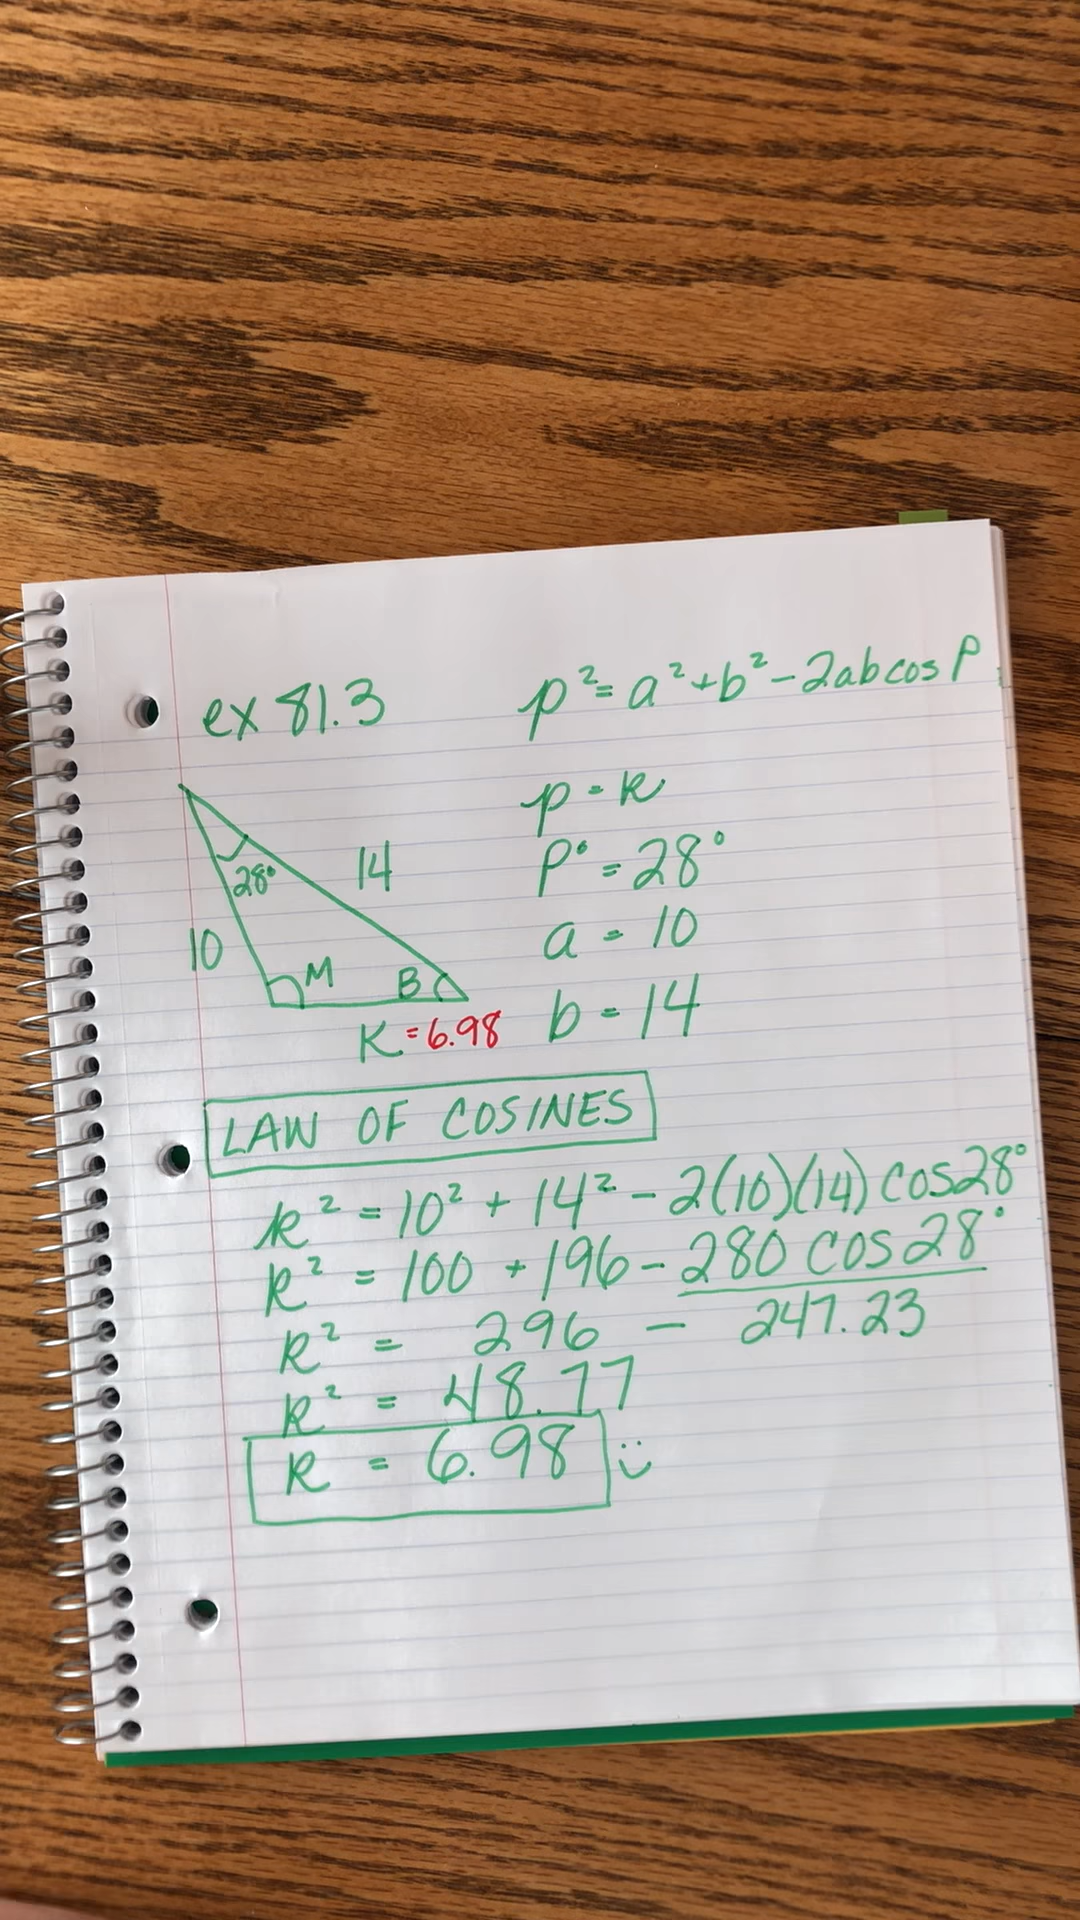 ex 81.3
p² = a² + b² - 2ab cos P
p = k
P° = 28°
a = 10
b = 14
28°
14
10
M
B
K = 6.98
LAW OF COSINES
k² = 10² + 14² - 2(10)(14) cos 28°
k² = 100 + 196 - 280 cos 28°
k² = 296 - 247.23
k² = 48.77
k = 6.98 :)